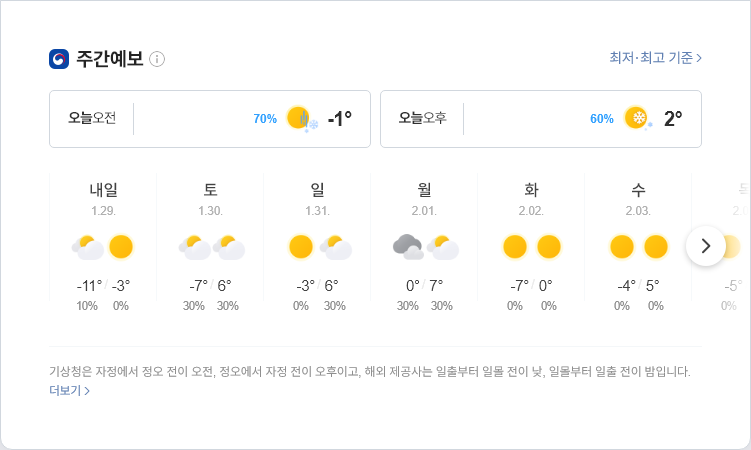 주간예보
최저·최고 기준
오늘오전 70% -1°
오늘오후 60% 2°
내일 토 일 월 화 수
1.29. 1.30. 1.31. 2.01. 2.02. 2.03.
-11° / -3° -7° / 6° -3° / 6° 0° / 7° -7° / 0° -4° / 5° -5°
10% 0% 30% 30% 0% 30% 30% 30% 0% 0% 0% 0% 0%
기상청은 자정에서 정오 전이 오전, 정오에서 자정 전이 오후이고, 해외 제공사는 일출부터 일몰 전이 낮, 일몰부터 일출 전이 밤입니다.
더보기